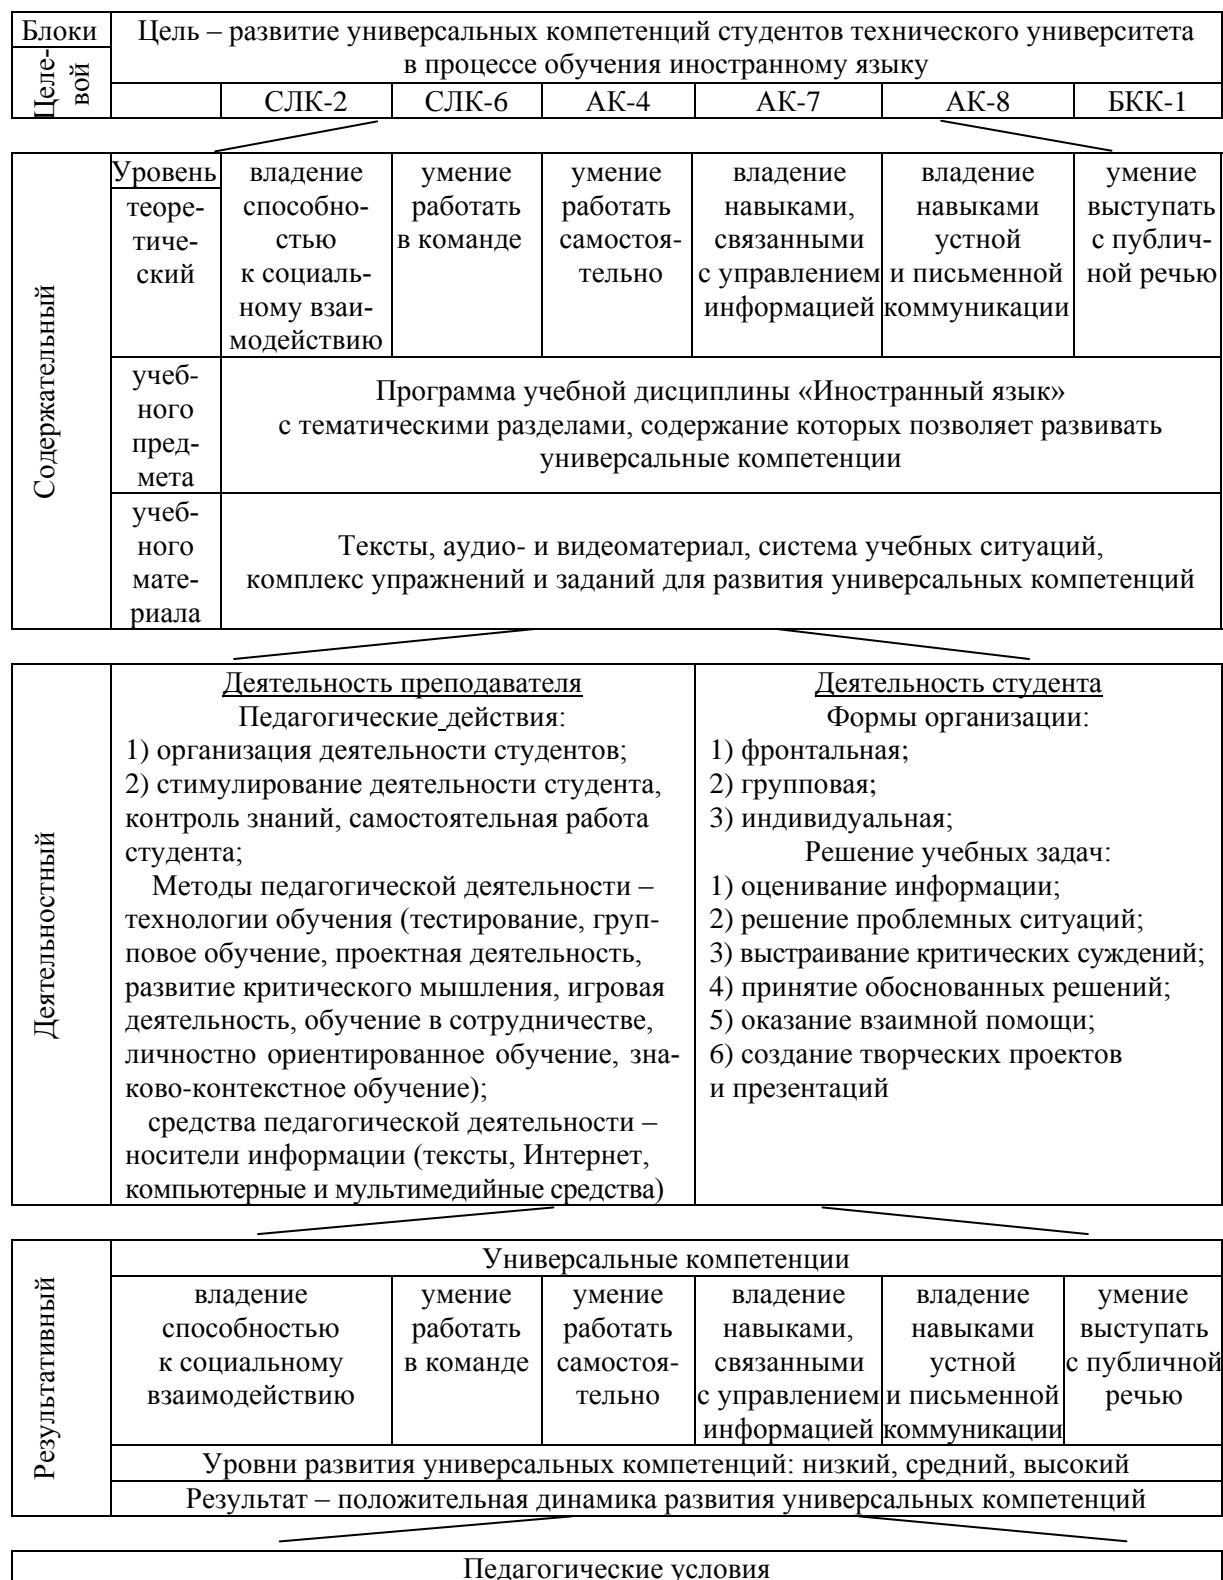 Блоки
Цель – развитие универсальных компетенций студентов технического университета
в процессе обучения иностранному языку
Целе-
вой
СЛК-2
СЛК-6
АК-4
АК-7
АК-8
БКК-1
Содержательный
Уровень
теоре-
тиче-
ский
владение
способно-
стью
к социаль-
ному взаи-
модействию
умение
работать
в команде
умение
работать
самостоя-
тельно
владение
навыками,
связанными
с управлением
информацией
владение
навыками
устной
и письменной
коммуникации
умение
выступать
с публич-
ной речью
учеб-
ного
пред-
мета
Программа учебной дисциплины «Иностранный язык»
с тематическими разделами, содержание которых позволяет развивать
универсальные компетенции
учеб-
ного
мате-
риала
Тексты, аудио- и видеоматериал, система учебных ситуаций,
комплекс упражнений и заданий для развития универсальных компетенций
Деятельностный
Деятельность преподавателя
Педагогические действия:
1) организация деятельности студентов;
2) стимулирование деятельности студента,
контроль знаний, самостоятельная работа
студента;
Методы педагогической деятельности –
технологии обучения (тестирование, груп-
повое обучение, проектная деятельность,
развитие критического мышления, игровая
деятельность, обучение в сотрудничестве,
личностно ориентированное обучение, зна-
ково-контекстное обучение);
средства педагогической деятельности –
носители информации (тексты, Интернет,
компьютерные и мультимедийные средства)
Деятельность студента
Формы организации:
1) фронтальная;
2) групповая;
3) индивидуальная;
Решение учебных задач:
1) оценивание информации;
2) решение проблемных ситуаций;
3) выстраивание критических суждений;
4) принятие обоснованных решений;
5) оказание взаимной помощи;
6) создание творческих проектов
и презентаций
Результативный
Универсальные компетенции
владение
способностью
к социальному
взаимодействию
умение
работать
в команде
умение
работать
самостоя-
тельно
владение
навыками,
связанными
с управлением
информацией
владение
навыками
устной
и письменной
коммуникации
умение
выступать
с публичной
речью
Уровни развития универсальных компетенций: низкий, средний, высокий
Результат – положительная динамика развития универсальных компетенций
Педагогические условия